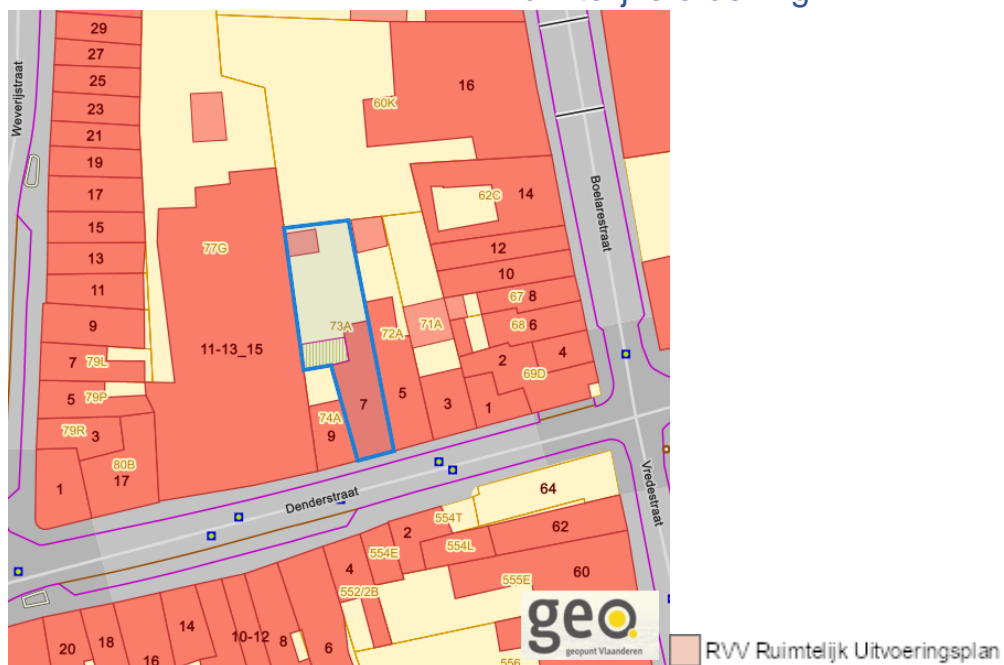 29
27
25
23
21
19
17
15
13
11
9
7 79L
5 79P
79R 3
1
80B
17
Weverijstraat
77G
11-13_15
60K
16
62C
14
12
10
67 8
68 6
2
4
69D
1
3
71A
72A
5
73A
7
74A
9
Boelarestraat
Denderstraat
Vredestraat
64
62
60
554T
554L
554E
2
4
552/2B
555E
556
20
18
16
14
10-12
8
6
geo
geopunt Vlaanderen
RVV Ruimtelijk Uitvoeringsplan